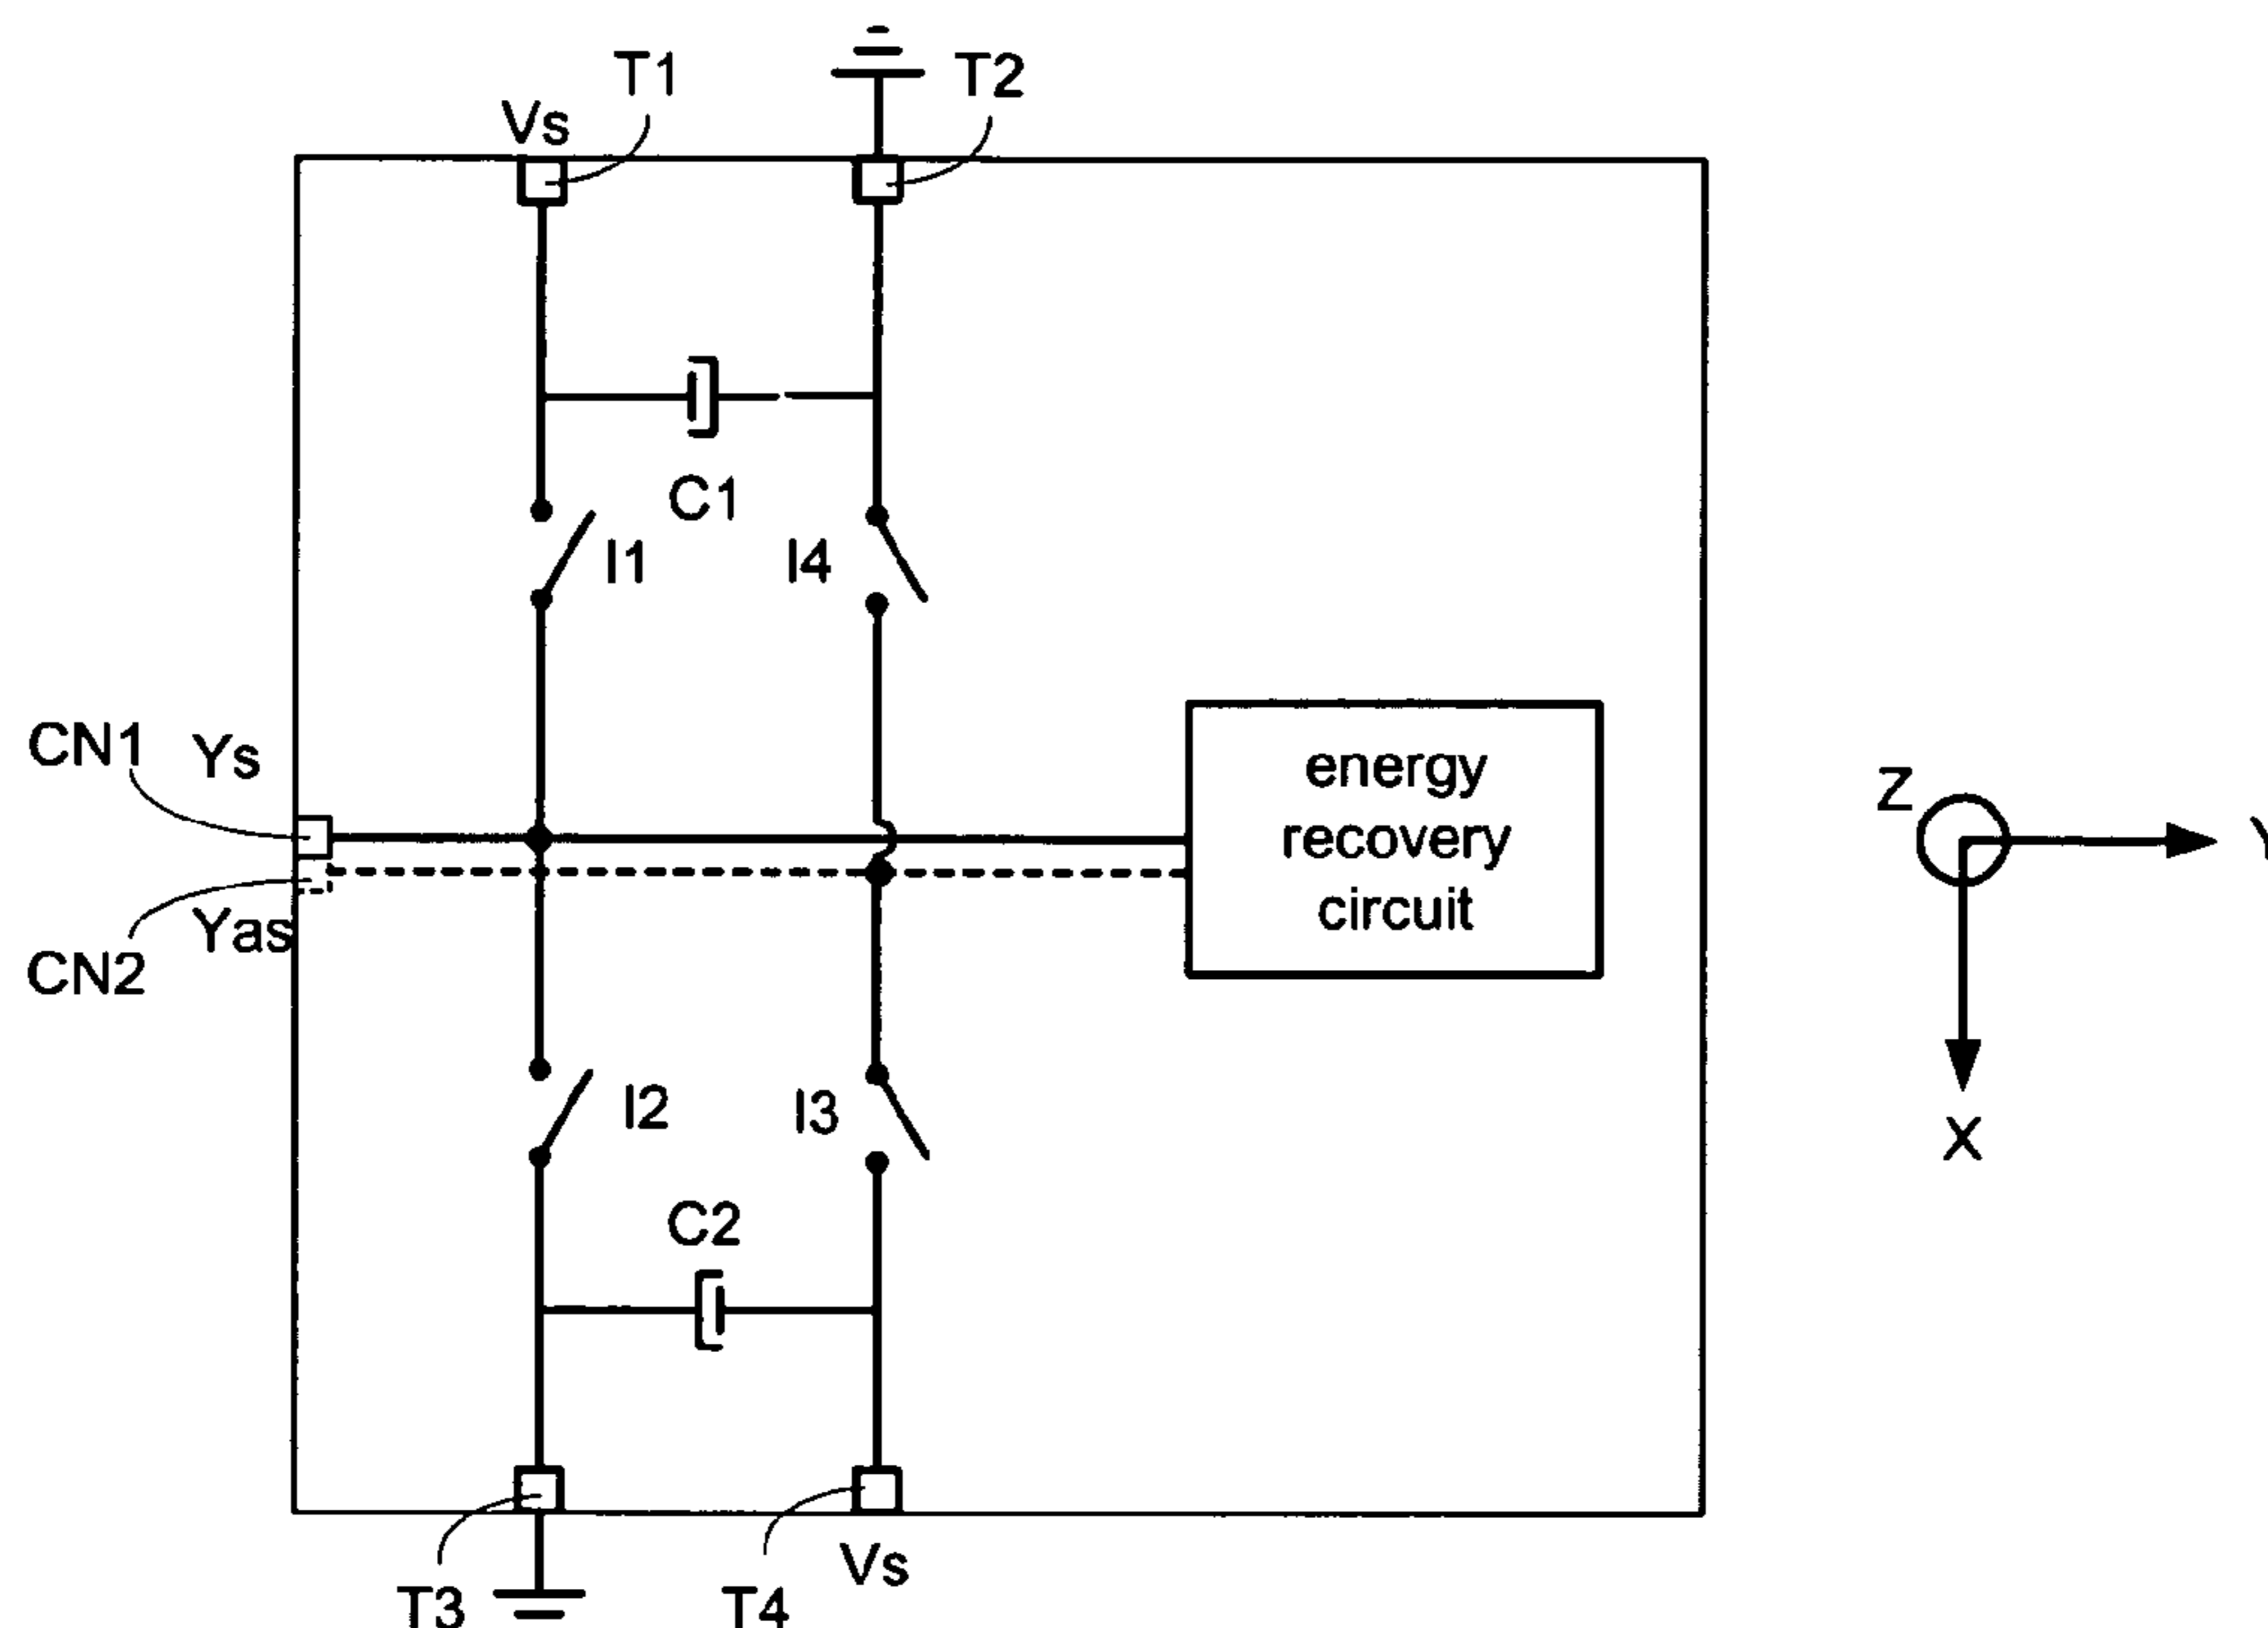 T1
T2
Vs
C1
I1
I4
CN1
Ys
energy
recovery
circuit
Z
Y
Yas
CN2
I2
I3
X
C2
Vs
T3
T4